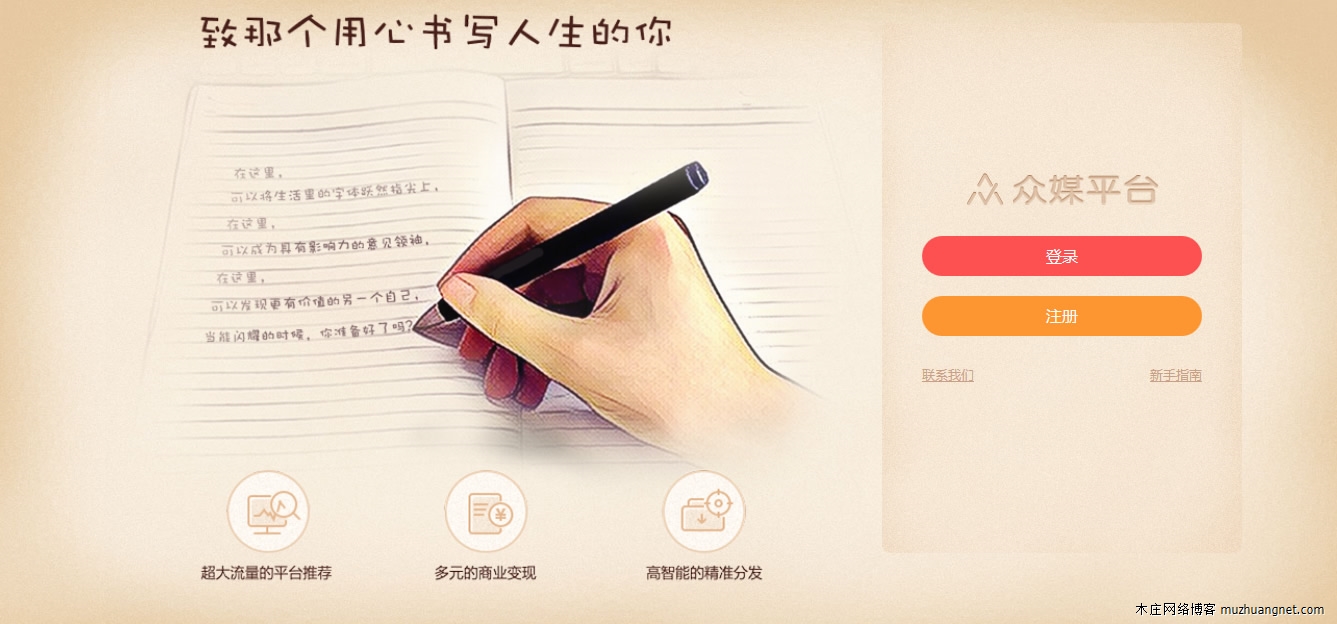 致那个用心书写人生的你
在这里，
可以将生活里的字体跃然指尖上，
在这里，
可以成为具有影响力的意见领袖，
在这里，
可以发现更有价值的另一个自己，
当能闪耀的时候，你准备好了吗？
众媒平台
登录
注册
联系我们
新手指南
超大流量的平台推荐
多元的商业变现
高智能的精准分发
木庄网络博客 muzhuangnet.com